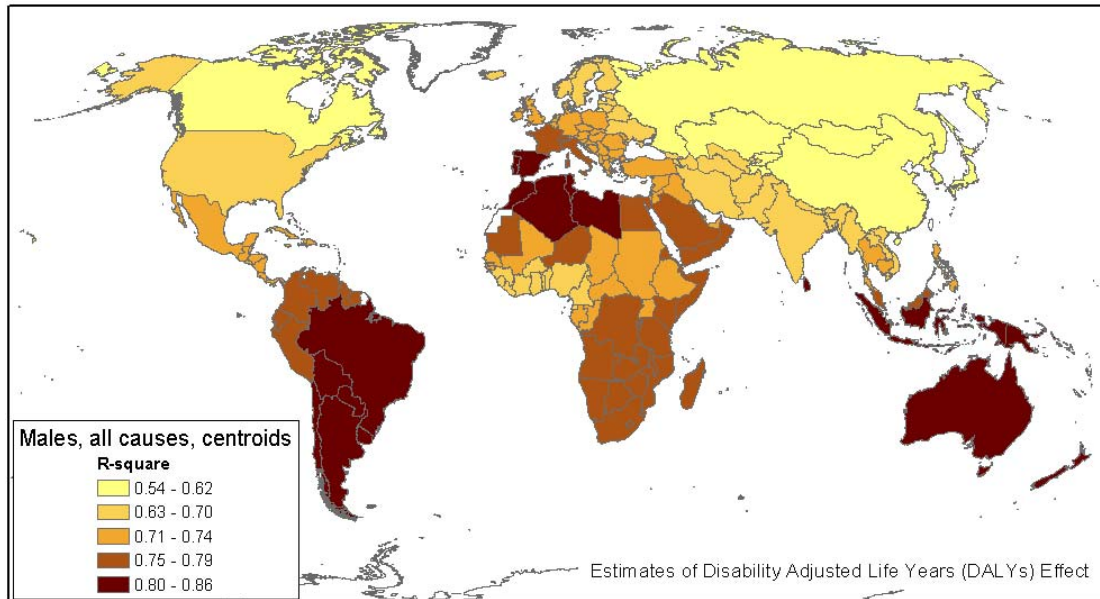 Males, all causes, centroids
R-square
0.54 - 0.62
0.63 - 0.70
0.71 - 0.74
0.75 - 0.79
0.80 - 0.86
Estimates of Disability Adjusted Life Years (DALYs) Effect